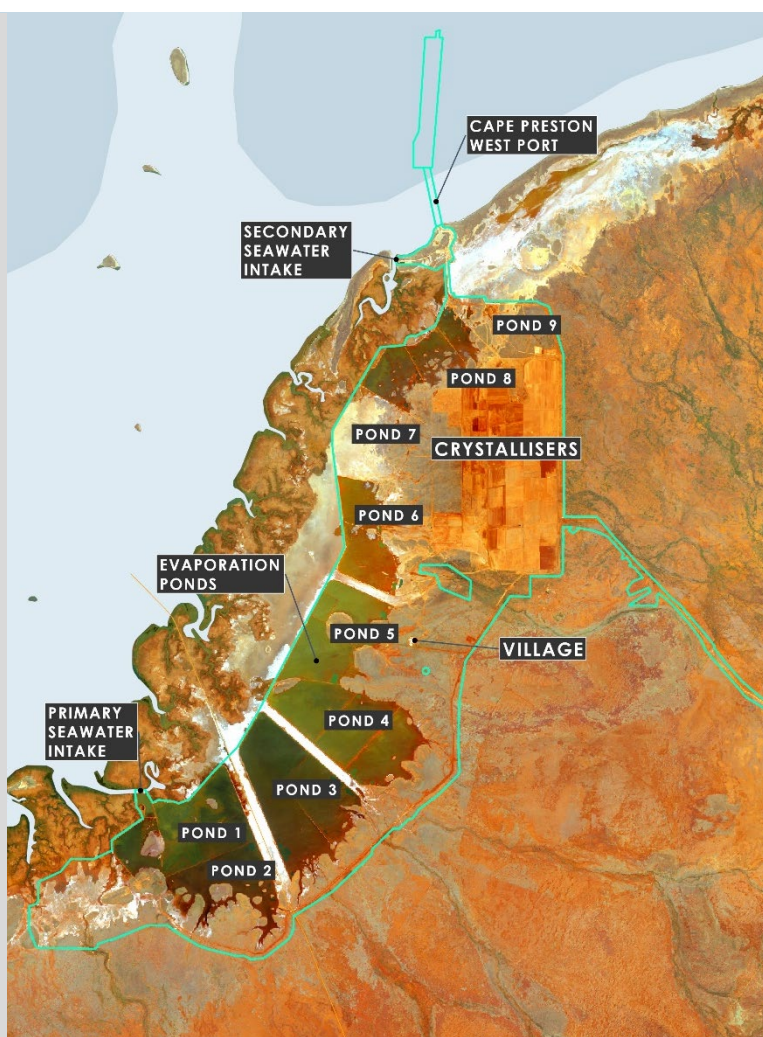 CAPE PRESTON
WEST PORT
SECONDARY
SEAWATER
INTAKE
POND 9
POND 8
POND 7
CRYSTALLISERS
POND 6
EVAPORATION
PONDS
POND 5
VILLAGE
PRIMARY
SEAWATER
INTAKE
POND 4
POND 3
POND 1
POND 2